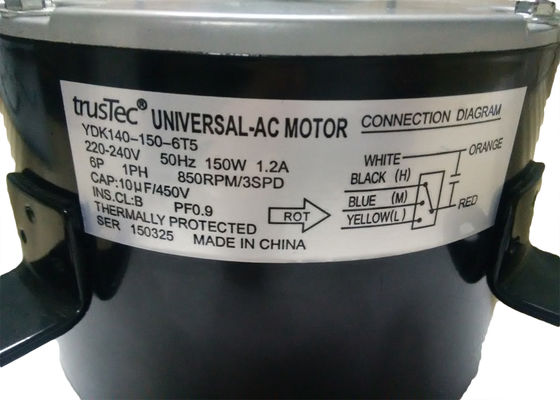 trusTec® UNIVERSAL-AC MOTOR
YDK140-150-6T5
220-240V 50Hz 150W 1.2A
6P 1PH 850RPM/3SPD
CAP:10μF/450V
INS.CL:B PF0.9
THERMALLY PROTECTED
SER 150325 MADE IN CHINA
ROT
CONNECTION DIAGRAM
WHITE
ORANGE
BLACK (H)
BLUE (M)
YELLOW(L)
RED